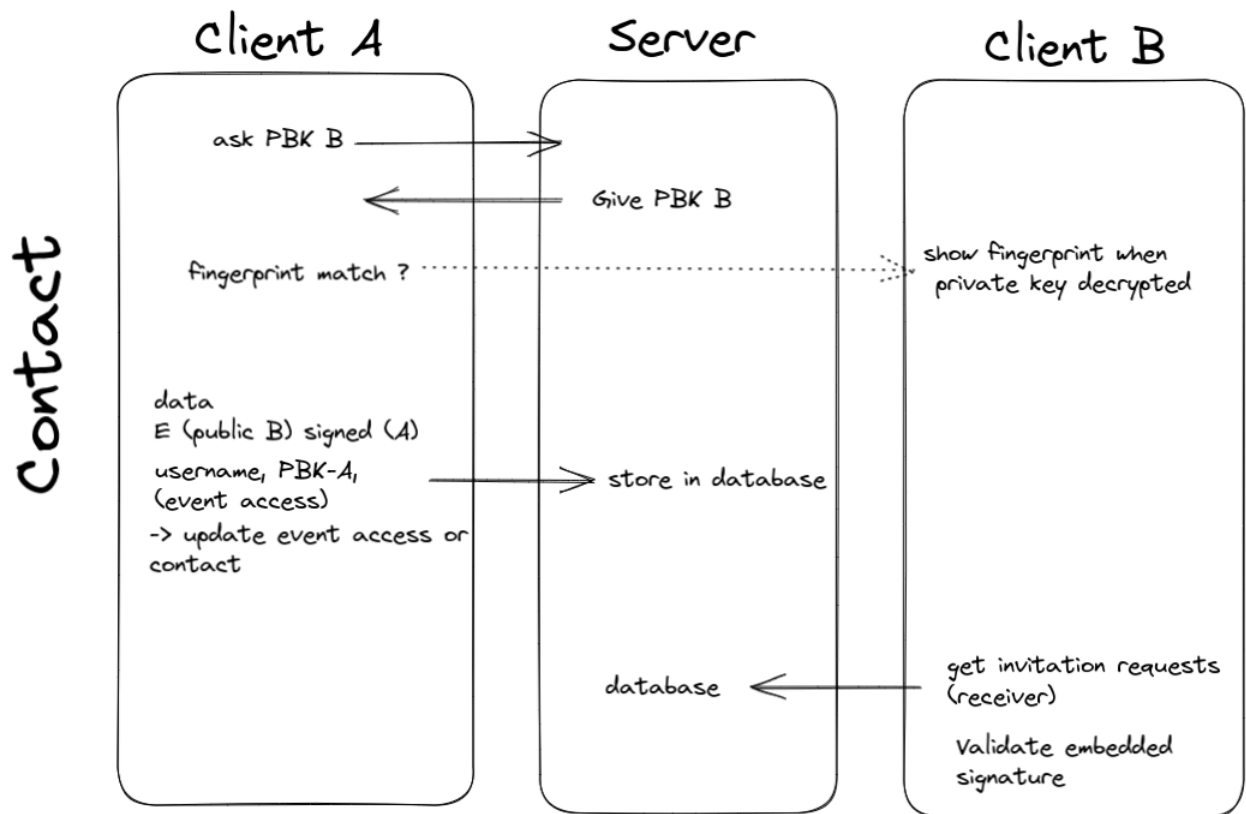 Client A
Server
Client B
Contact
ask PBK B
Give PBK B
fingerprint match ?
show fingerprint when
private key decrypted
data
E (public B) signed (A)
username, PBK-A,
(event access)
-> update event access or
contact
store in database
database
get invitation requests
(receiver)
Validate embedded
signature